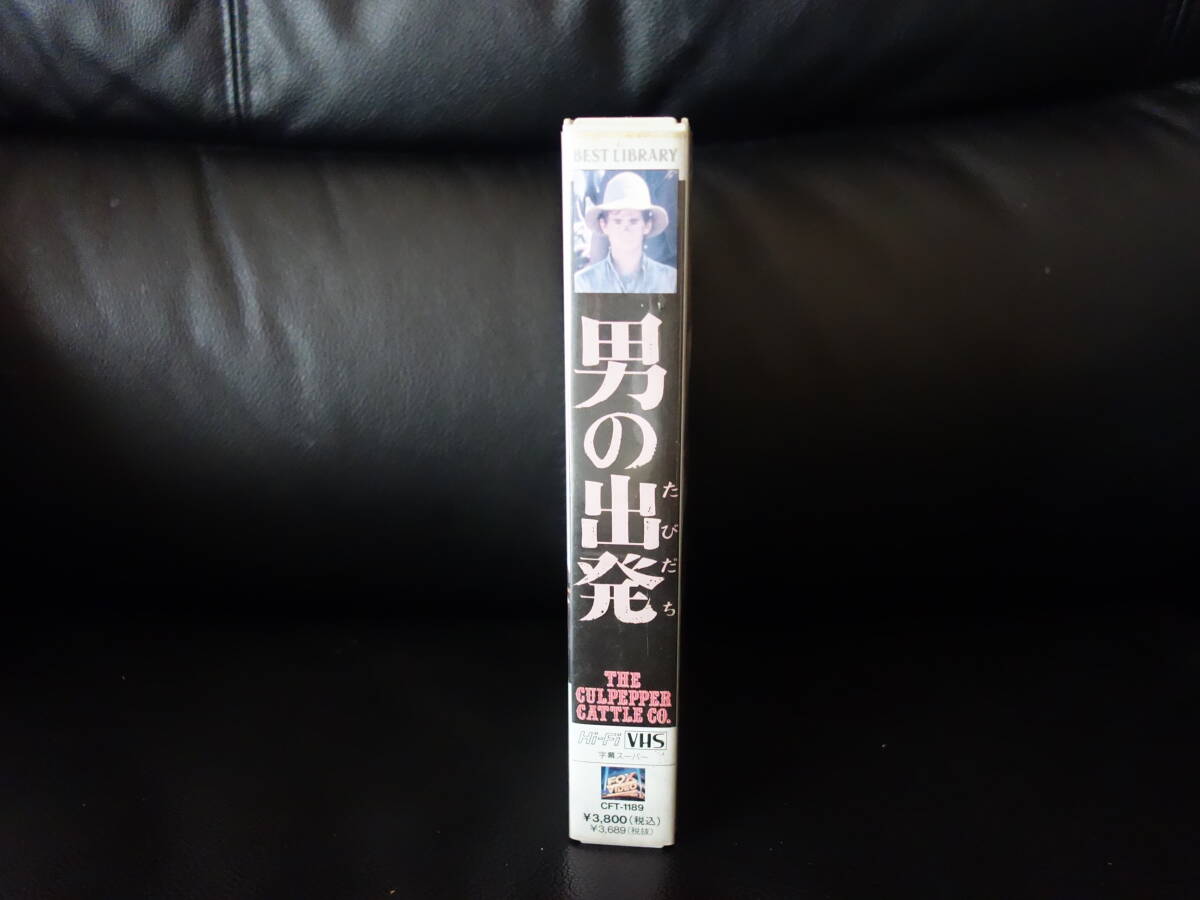 BEST LIBRARY
男の出発
たびだち
THE
CULPEPPER
CATTLE CO.
Hi-Fi VHS
字幕スーパー
FOX
VIDEO
CFT-1189
¥3,800(税込)
¥3,689(税抜)